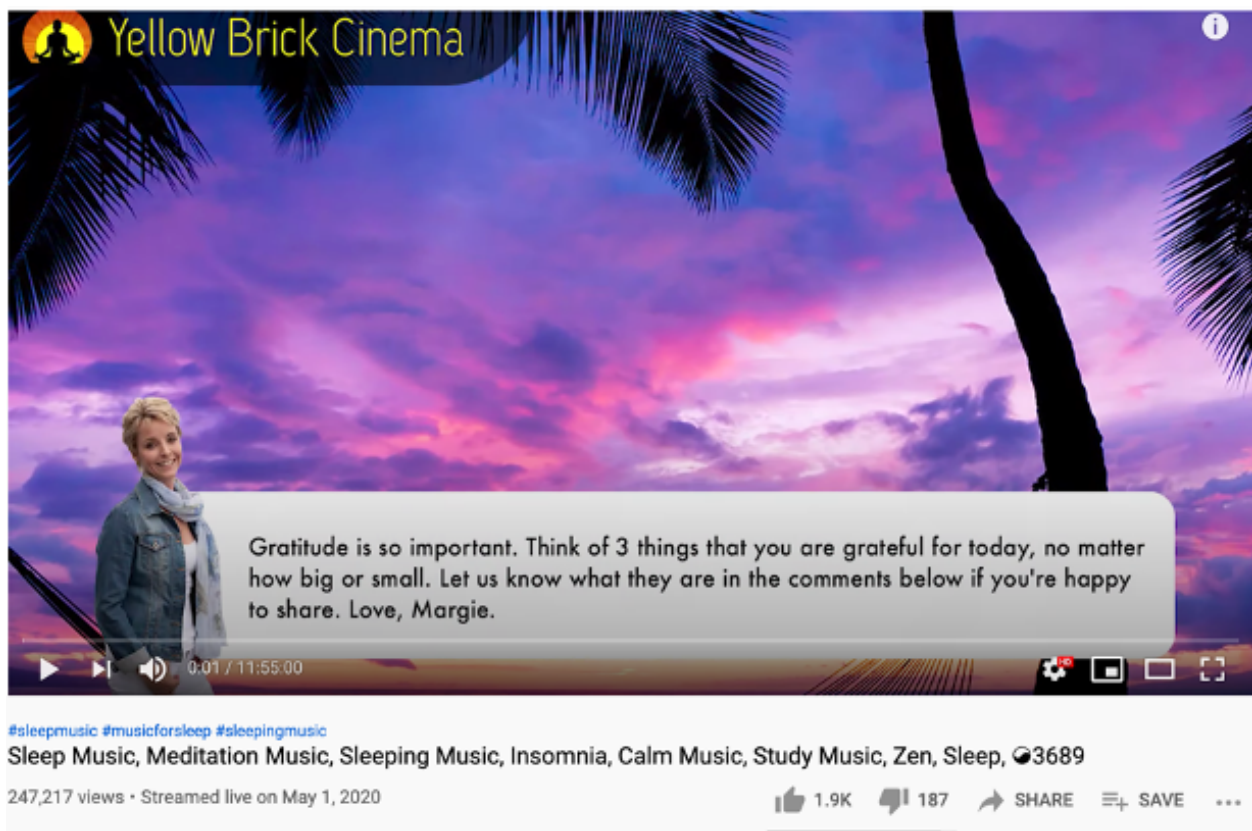 Yellow Brick Cinema
i
Gratitude is so important. Think of 3 things that you are grateful for today, no matter
how big or small. Let us know what they are in the comments below if you're happy
to share. Love, Margie.
0:01 / 11:55:00
HD
#sleepmusic #musicforsleep #sleepingmusic
Sleep Music, Meditation Music, Sleeping Music, Insomnia, Calm Music, Study Music, Zen, Sleep, ☯3689
247,217 views • Streamed live on May 1, 2020
1.9K 187 SHARE SAVE